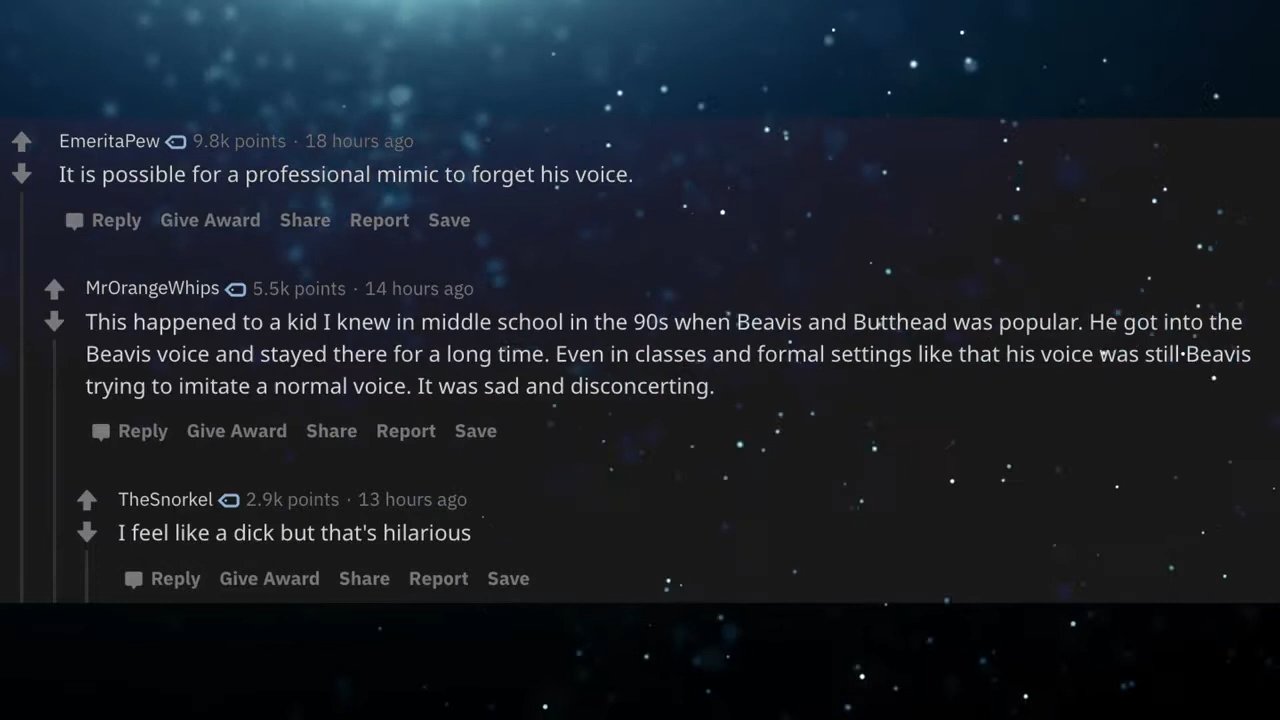 EmeritaPew 9.8k points · 18 hours ago
It is possible for a professional mimic to forget his voice.
Reply Give Award Share Report Save
MrOrangeWhips 5.5k points · 14 hours ago
This happened to a kid I knew in middle school in the 90s when Beavis and Butthead was popular. He got into the
Beavis voice and stayed there for a long time. Even in classes and formal settings like that his voice was still Beavis
trying to imitate a normal voice. It was sad and disconcerting.
Reply Give Award Share Report Save
TheSnorkel 2.9k points · 13 hours ago
I feel like a dick but that's hilarious
Reply Give Award Share Report Save